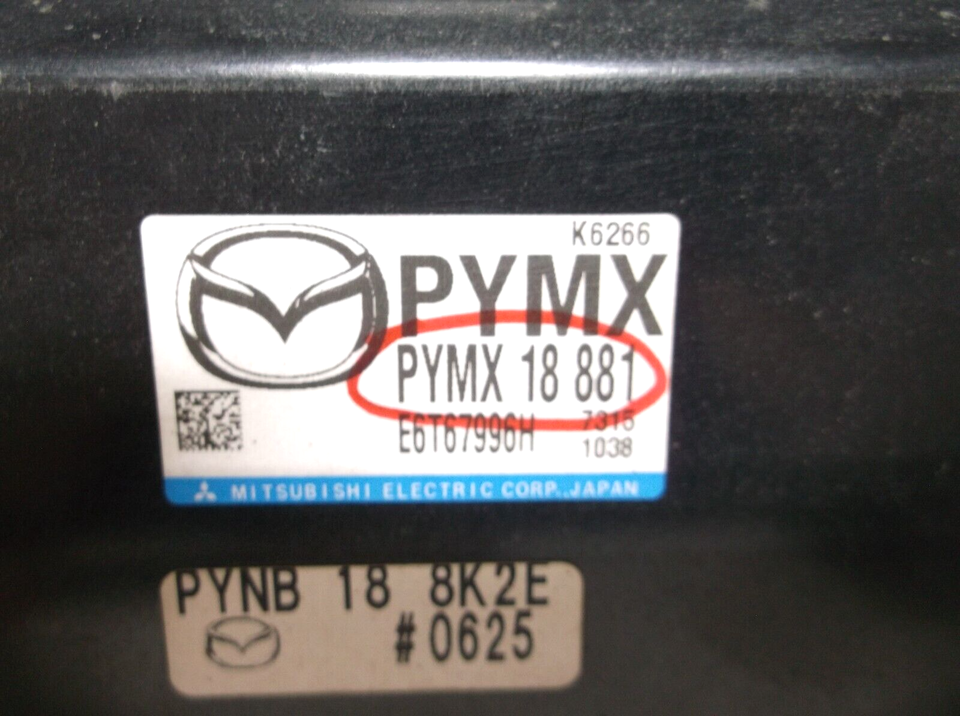 K6266
PYMX
PYMX 18 881
E6T67996H 7315
1038
MITSUBISHI ELECTRIC CORP. JAPAN
PYNB 18 8K2E
#0625